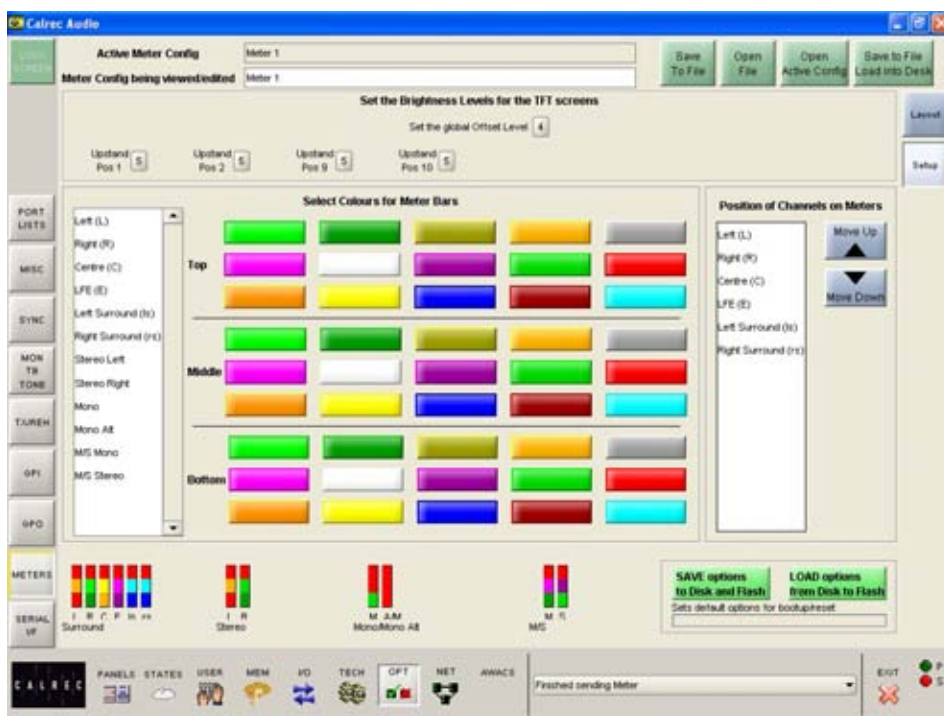 Calrec Audio
Active Meter Config
Meter 1
Meter Config being viewed/edited
Meter 1
Save To File
Open File
Open Active Config
Save to File Load into Desk
Set the Brightness Levels for the TFT screens
Set the global Offset Level 4
Upstand Pos 1 5
Upstand Pos 2 5
Upstand Pos 9 5
Upstand Pos 10 5
Layout
Setup
PORT LISTS
MISC
SYNC
MON TB TONE
GPI
GPO
METERS
SERIAL I/F
Select Colours for Meter Bars
Left (L)
Right (R)
Centre (C)
LFE (E)
Left Surround (ls)
Right Surround (rs)
Stereo Left
Stereo Right
Mono
Mono Alt
M/S Mono
M/S Stereo
Top
Middle
Bottom
Position of Channels on Meters
Left (L)
Right (R)
Centre (C)
LFE (E)
Left Surround (ls)
Right Surround (rs)
Move Up
Move Down
L R C E ls rs
Surround
L R
Stereo
M A/M
Mono/Mono Alt
M S
M/S
SAVE options to Disk and Flash
LOAD options from Disk to Flash
Sets default options for bootup/reset
CALREC
PANELS
STATES
USER
MEM
I/O
TECH
OPT
NET
AWACS
Finished sending Meter
EXIT
P
S